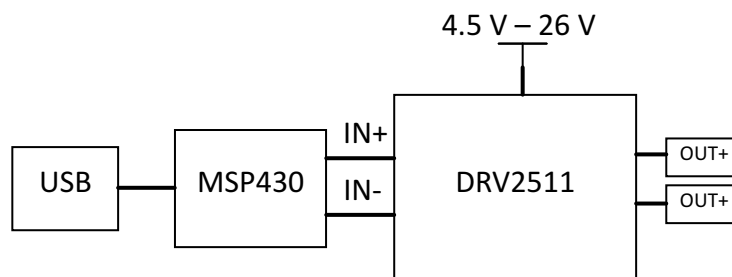 4.5 V – 26 V
USB
MSP430
IN+
IN-
DRV2511
OUT+
OUT+